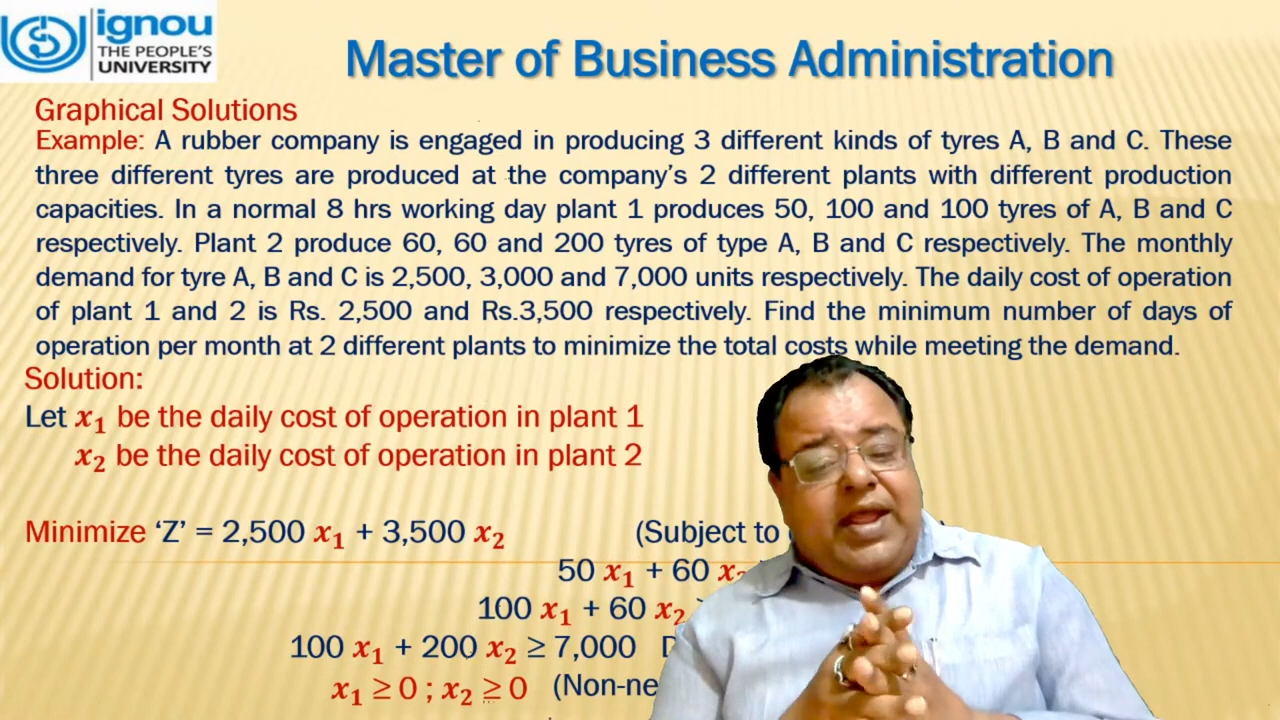 ignou
THE PEOPLE'S
UNIVERSITY
Master of Business Administration
Graphical Solutions
Example: A rubber company is engaged in producing 3 different kinds of tyres A, B and C. These
three different tyres are produced at the company's 2 different plants with different production
capacities. In a normal 8 hrs working day plant 1 produces 50, 100 and 100 tyres of A, B and C
respectively. Plant 2 produce 60, 60 and 200 tyres of type A, B and C respectively. The monthly
demand for tyre A, B and C is 2,500, 3,000 and 7,000 units respectively. The daily cost of operation
of plant 1 and 2 is Rs. 2,500 and Rs.3,500 respectively. Find the minimum number of days of
operation per month at 2 different plants to minimize the total costs while meeting the demand.
Solution:
Let x₁ be the daily cost of operation in plant 1
x₂ be the daily cost of operation in plant 2
Minimize ‘Z’ = 2,500 x₁ + 3,500 x₂ (Subject to
50 x₁ + 60 x₂
100 x₁ + 60 x₂
100 x₁ + 200 x₂ ≥ 7,000
x₁ ≥ 0 ; x₂ ≥ 0